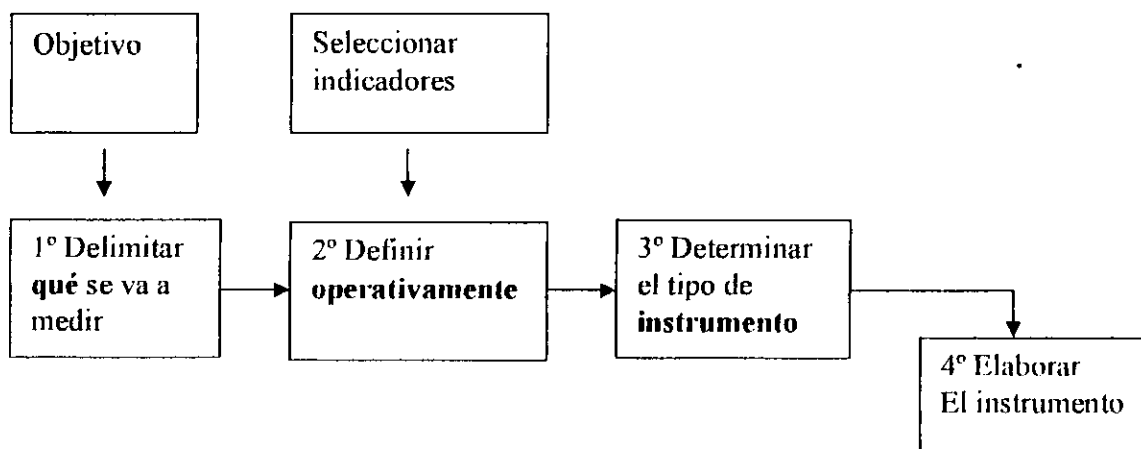 Objetivo
Seleccionar
indicadores
1º Delimitar
qué se va a
medir
2º Definir
operativamente
3º Determinar
el tipo de
instrumento
4º Elaborar
El instrumento